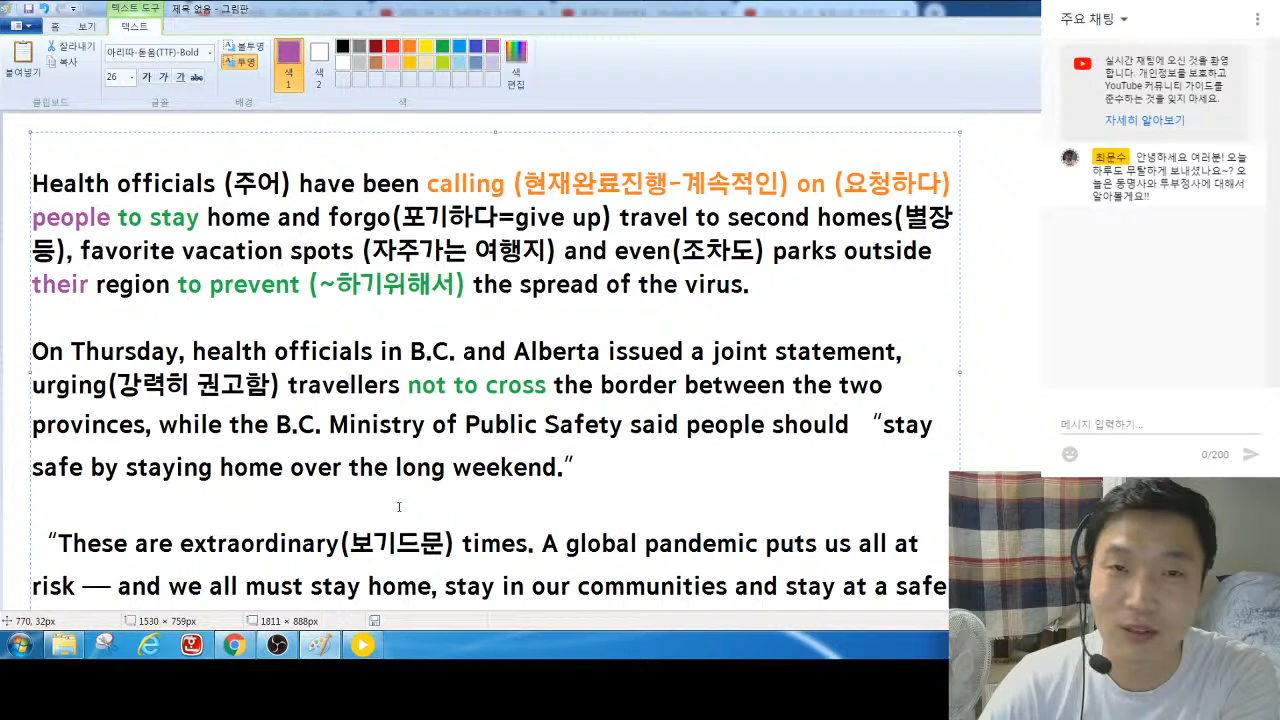 텍스트 도구
제목 없음 - 그림판
홈
보기
텍스트
붙여넣기
잘라내기
복사
클립보드
아리따-돋움(TTF)-Bold
26
가 가 가 abc
글꼴
불투명
투명
배경
색
1
색
2
색
편집
색
Health officials (주어) have been calling (현재완료진행-계속적인) on (요청하다)
people to stay home and forgo(포기하다=give up) travel to second homes(별장
등), favorite vacation spots (자주가는 여행지) and even(조차도) parks outside
their region to prevent (~하기위해서) the spread of the virus.
On Thursday, health officials in B.C. and Alberta issued a joint statement,
urging(강력히 권고함) travellers not to cross the border between the two
provinces, while the B.C. Ministry of Public Safety said people should “stay
safe by staying home over the long weekend.”
“These are extraordinary(보기드문) times. A global pandemic puts us all at
risk — and we all must stay home, stay in our communities and stay at a safe
770, 32px
1530 × 759px
1811 × 888px
주요 채팅
실시간 채팅에 오신 것을 환영
합니다. 개인정보를 보호하고
YouTube 커뮤니티 가이드를
준수하는 것을 잊지 마세요.
자세히 알아보기
최문수 안녕하세요 여러분! 오늘
하루도 무탈하게 보내셨나요~? 오
늘은 동명사와 투부정사에 대해서
알아볼게요!!
메시지 입력하기...
0/200